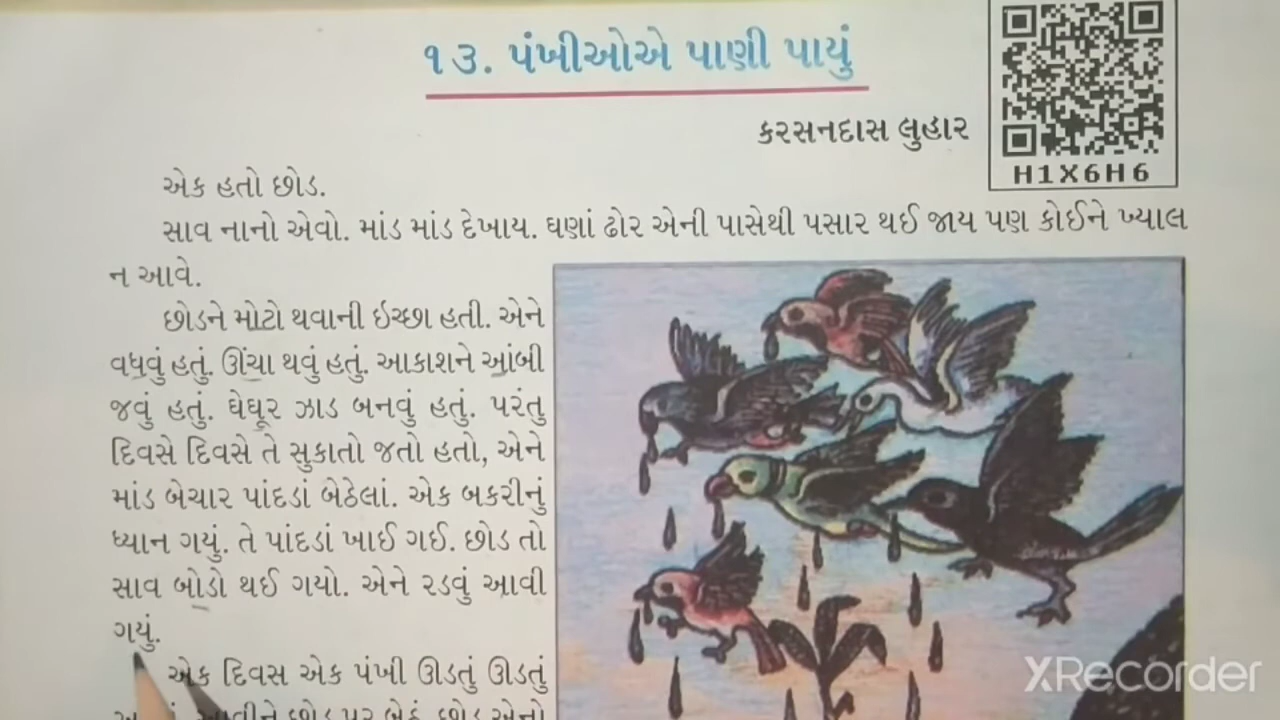 ૧૩. પંખીઓએ પાણી પાયું
કરસનદાસ લુહાર
H1X6H6
એક હતો છોડ.
સાવ નાનો એવો. માંડ માંડ દેખાય. ઘણાં ઢોર એની પાસેથી પસાર થઈ જાય પણ કોઈને ખ્યાલ
ન આવે.
છોડને મોટો થવાની ઇચ્છા હતી. એને
વધવું હતું. ઊંચા થવું હતું. આકાશને આંબી
જવું હતું. ઘેઘૂર ઝાડ બનવું હતું. પરંતુ
દિવસે દિવસે તે સુકાતો જતો હતો, એને
માંડ બેચાર પાંદડાં બેઠેલાં. એક બકરીનું
ધ્યાન ગયું. તે પાંદડાં ખાઈ ગઈ. છોડ તો
સાવ બોડો થઈ ગયો. એને રડવું આવી
ગયું.
એક દિવસ એક પંખી ઊડતું ઊડતું
છોડ પર બેઠું. છોડ એનો
XRecorder